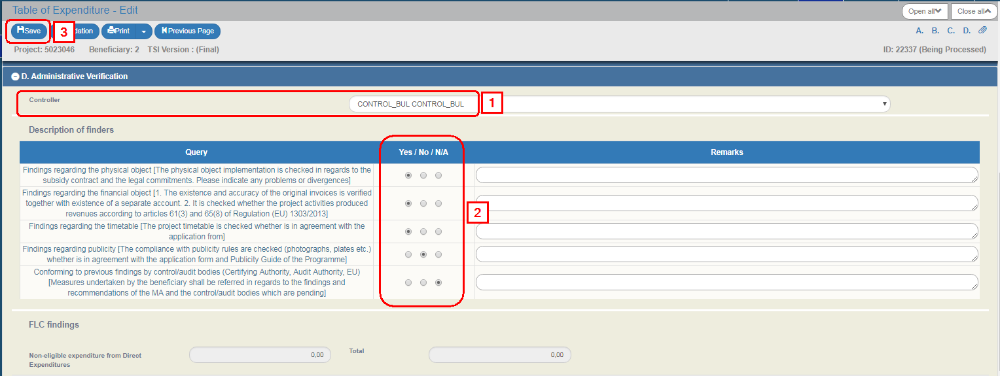 Table of Expenditure - Edit
Open all
Close all
Save
3
dation
Print
Previous Page
A. B. C. D.
Project: 5023046 Beneficiary: 2 TSI Version : (Final)
ID: 22337 (Being Processed)
D. Administrative Verification
Controller
CONTROL_BUL CONTROL_BUL
1
Description of finders
Query
Yes / No / N/A
Remarks
Findings regarding the physical object [The physical object implementation is checked in regards to the
subsidy contract and the legal commitments. Please indicate any problems or divergences]
Findings regarding the financial object [1. The existence and accuracy of the original invoices is verified
together with existence of a separate account. 2. It is checked whether the project activities produced
revenues according to articles 61(3) and 65(8) of Regulation (EU) 1303/2013]
2
Findings regarding the timetable [The project timetable is checked whether is in agreement with the
application from]
Findings regarding publicity [The compliance with publicity rules are checked (photographs, plates etc.)
whether is in agreement with the application form and Publicity Guide of the Programme]
Conforming to previous findings by control/audit bodies (Certifying Authority, Audit Authority, EU)
[Measures undertaken by the beneficiary shall be referred in regards to the findings and
recommendations of the MA and the control/audit bodies which are pending]
FLC findings
Non-eligible expenditure from Direct
Expenditures
0,00
Total
0,00